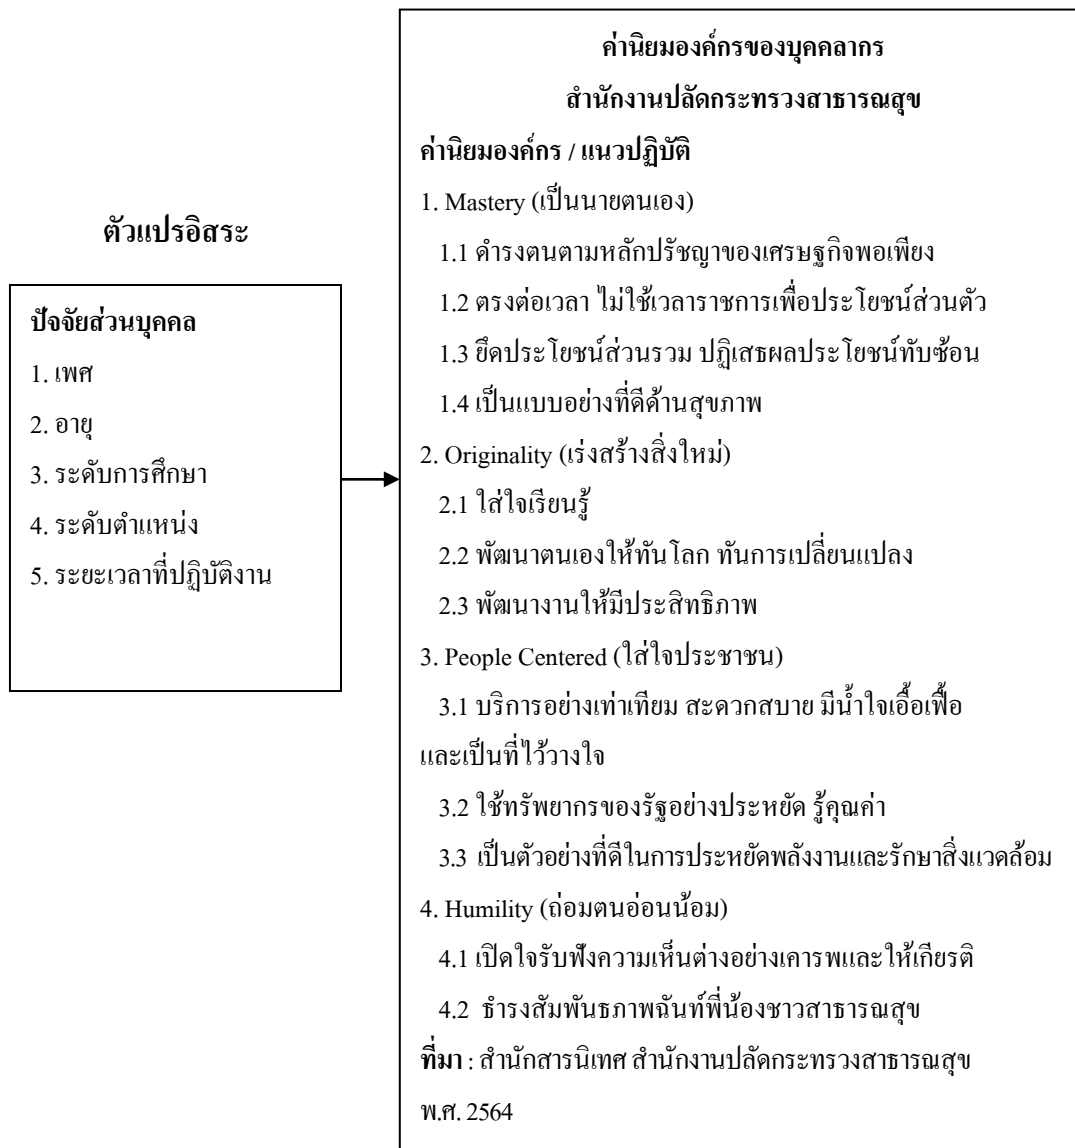 ตัวแปรอิสระ
ปัจจัยส่วนบุคคล
1. เพศ
2. อายุ
3. ระดับการศึกษา
4. ระดับตำแหน่ง
5. ระยะเวลาที่ปฏิบัติงาน
ค่านิยมองค์กรของบุคคลากร
สำนักงานปลัดกระทรวงสาธารณสุข
ค่านิยมองค์กร / แนวปฏิบัติ
1. Mastery (เป็นนายตนเอง)
1.1 ดำรงตนตามหลักปรัชญาของเศรษฐกิจพอเพียง
1.2 ตรงต่อเวลา ไม่ใช้เวลาราชการเพื่อประโยชน์ส่วนตัว
1.3 ยึดประโยชน์ส่วนรวม ปฏิเสธผลประโยชน์ทับซ้อน
1.4 เป็นแบบอย่างที่ดีด้านสุขภาพ
2. Originality (เร่งสร้างสิ่งใหม่)
2.1 ใส่ใจเรียนรู้
2.2 พัฒนาตนเองให้ทันโลก ทันการเปลี่ยนแปลง
2.3 พัฒนางานให้มีประสิทธิภาพ
3. People Centered (ใส่ใจประชาชน)
3.1 บริการอย่างเท่าเทียม สะดวกสบาย มีน้ำใจเอื้อเฟื้อ
และเป็นที่ไว้วางใจ
3.2 ใช้ทรัพยากรของรัฐอย่างประหยัด รู้คุณค่า
3.3 เป็นตัวอย่างที่ดีในการประหยัดพลังงานและรักษาสิ่งแวดล้อม
4. Humility (ถ่อมตนอ่อนน้อม)
4.1 เปิดใจรับฟังความเห็นต่างอย่างเคารพและให้เกียรติ
4.2 ธำรงสัมพันธภาพฉันท์พี่น้องชาวสาธารณสุข
ที่มา : สำนักสารนิเทศ สำนักงานปลัดกระทรวงสาธารณสุข
พ.ศ. 2564